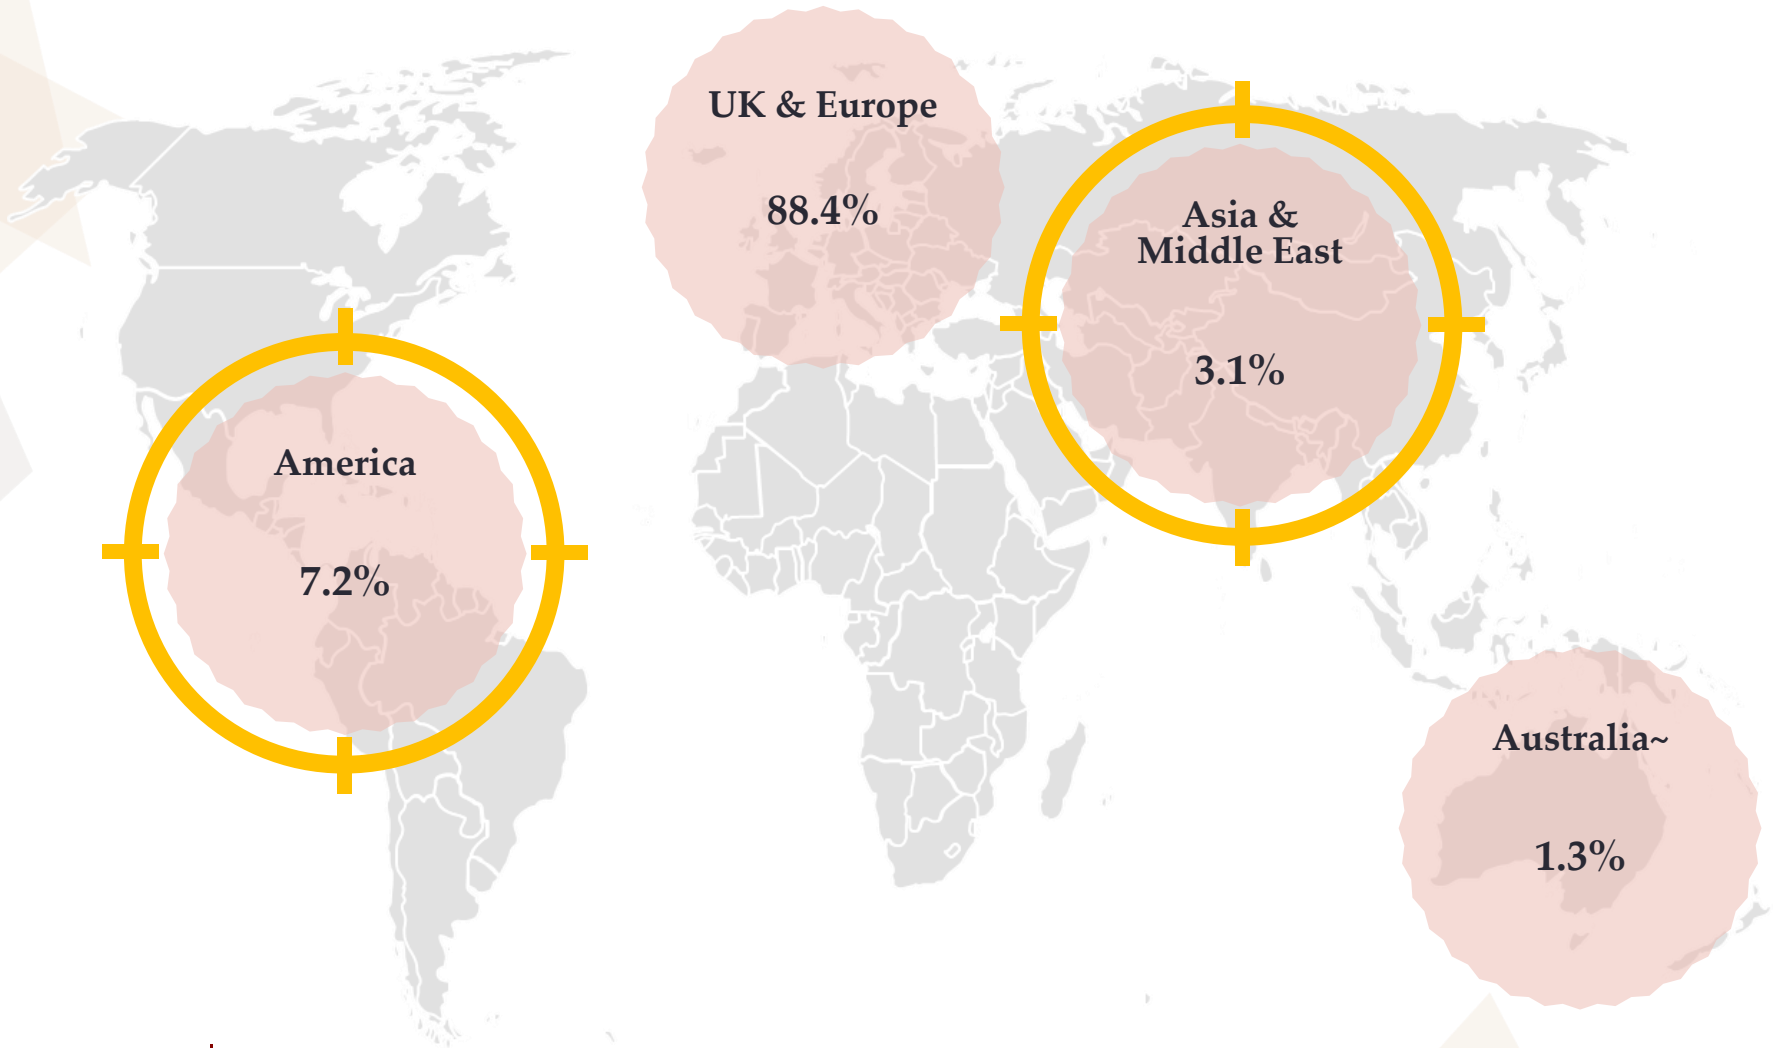 UK & Europe
88.4%
Asia &
Middle East
3.1%
America
7.2%
Australia~
1.3%